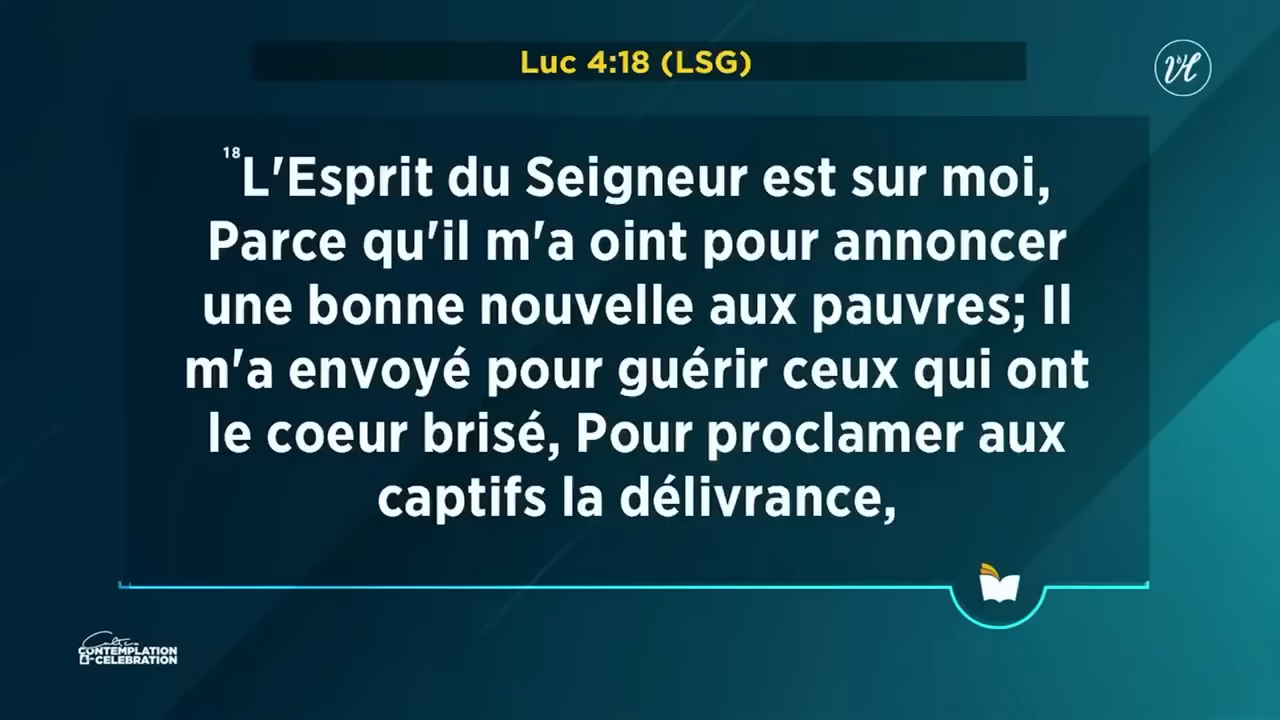 Luc 4:18 (LSG)
18L'Esprit du Seigneur est sur moi,
Parce qu'il m'a oint pour annoncer
une bonne nouvelle aux pauvres; Il
m'a envoyé pour guérir ceux qui ont
le coeur brisé, Pour proclamer aux
captifs la délivrance,
CONTEMPLATION
CELEBRATION